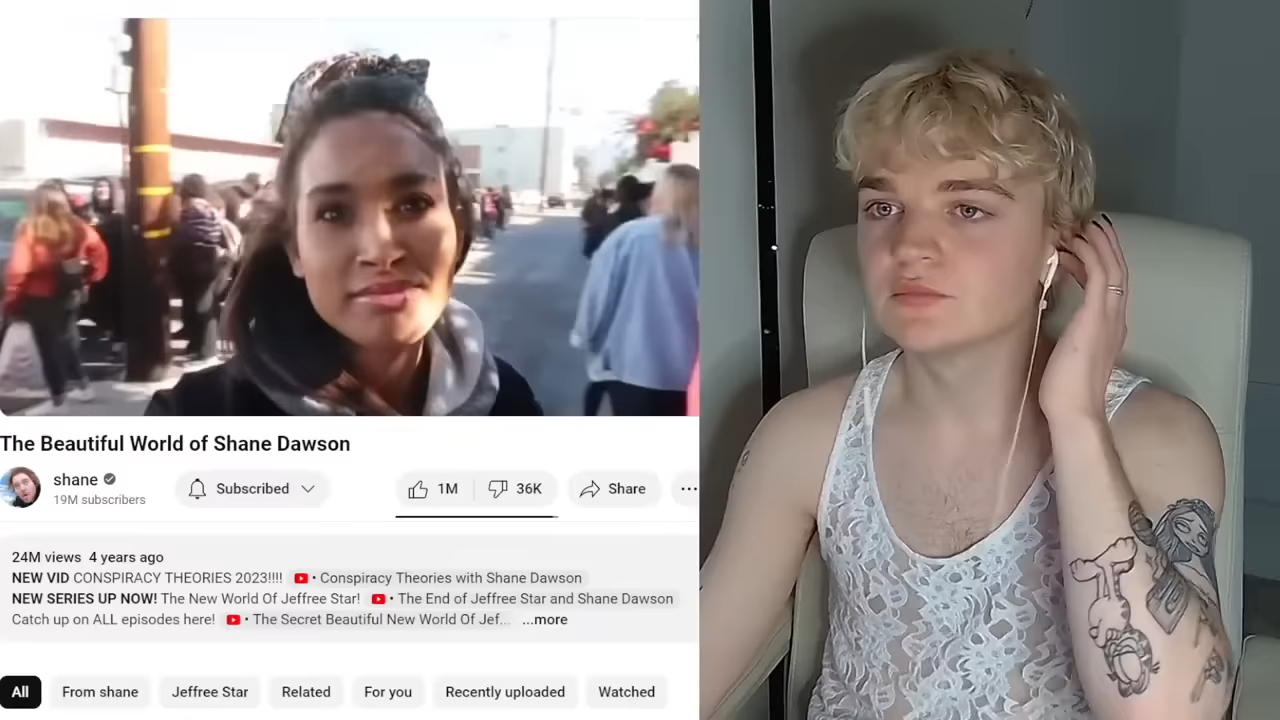 The Beautiful World of Shane Dawson
shane
19M subscribers
Subscribed
1M
36K
Share
24M views 4 years ago
NEW VID CONSPIRACY THEORIES 2023!!!! • Conspiracy Theories with Shane Dawson
NEW SERIES UP NOW! The New World Of Jeffree Star! • The End of Jeffree Star and Shane Dawson
Catch up on ALL episodes here! • The Secret Beautiful New World Of Jef... ...more
All From shane Jeffree Star Related For you Recently uploaded Watched